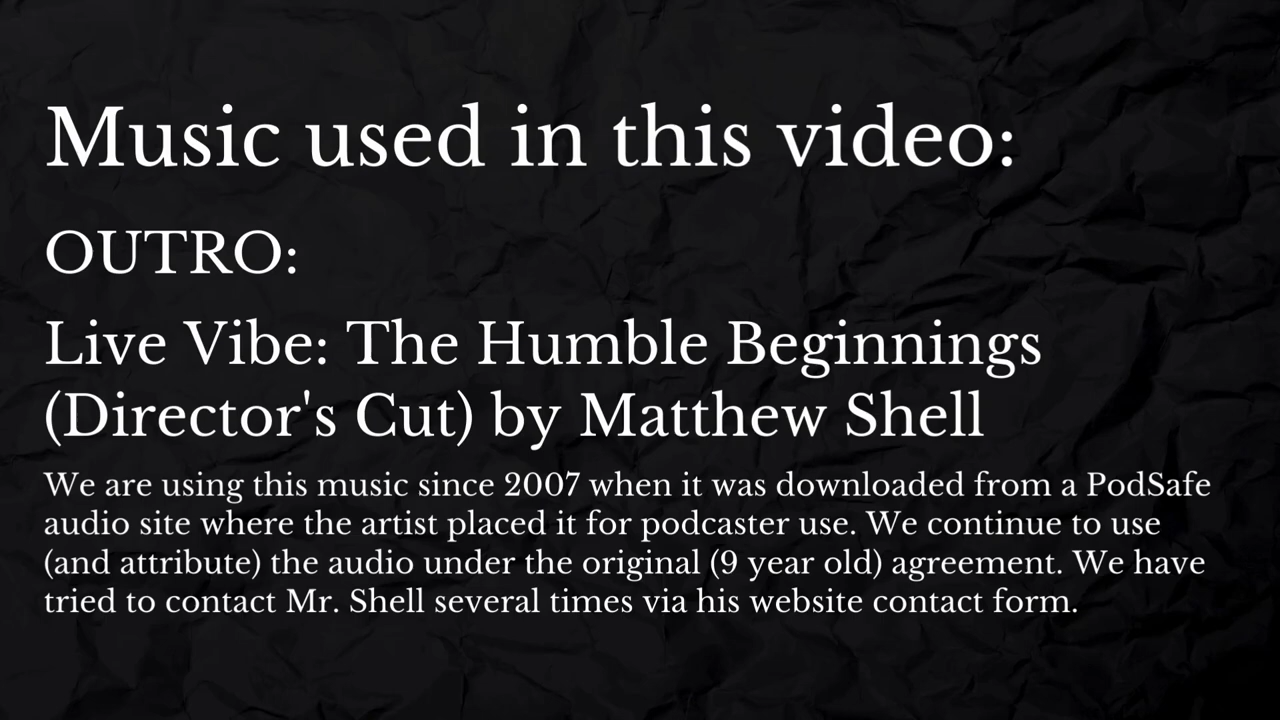 Music used in this video:
OUTRO:
Live Vibe: The Humble Beginnings
(Director's Cut) by Matthew Shell
We are using this music since 2007 when it was downloaded from a PodSafe
audio site where the artist placed it for podcaster use. We continue to use
(and attribute) the audio under the original (9 year old) agreement. We have
tried to contact Mr. Shell several times via his website contact form.